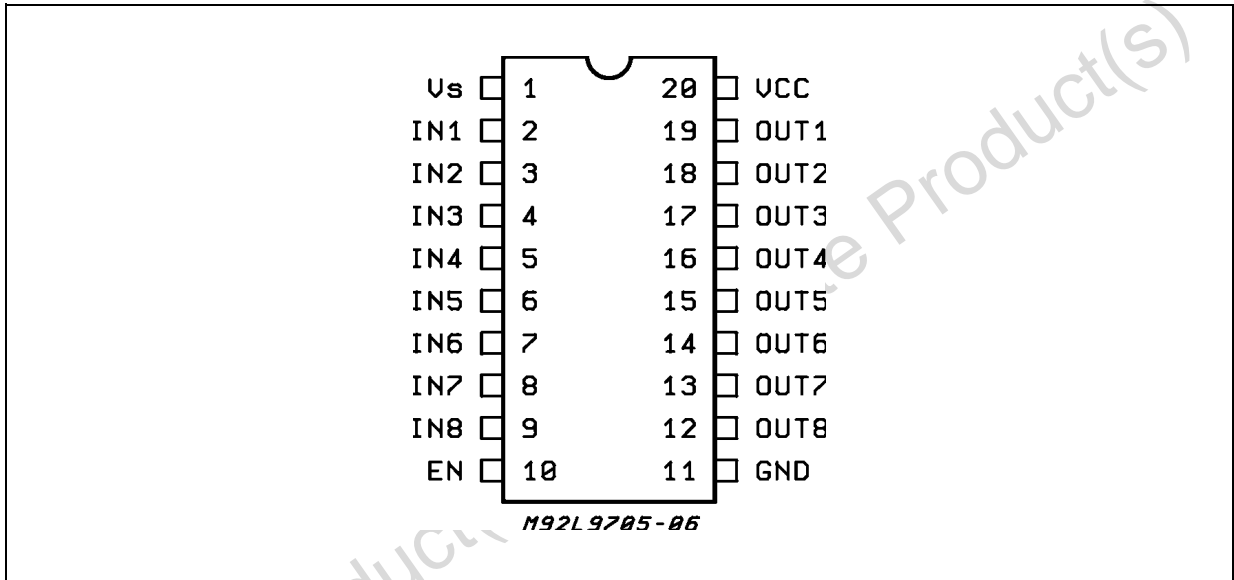 Vs 1 20 VCC
IN1 2 19 OUT1
IN2 3 18 OUT2
IN3 4 17 OUT3
IN4 5 16 OUT4
IN5 6 15 OUT5
IN6 7 14 OUT6
IN7 8 13 OUT7
IN8 9 12 OUT8
EN 10 11 GND
M92L9705-06
te Product(s)